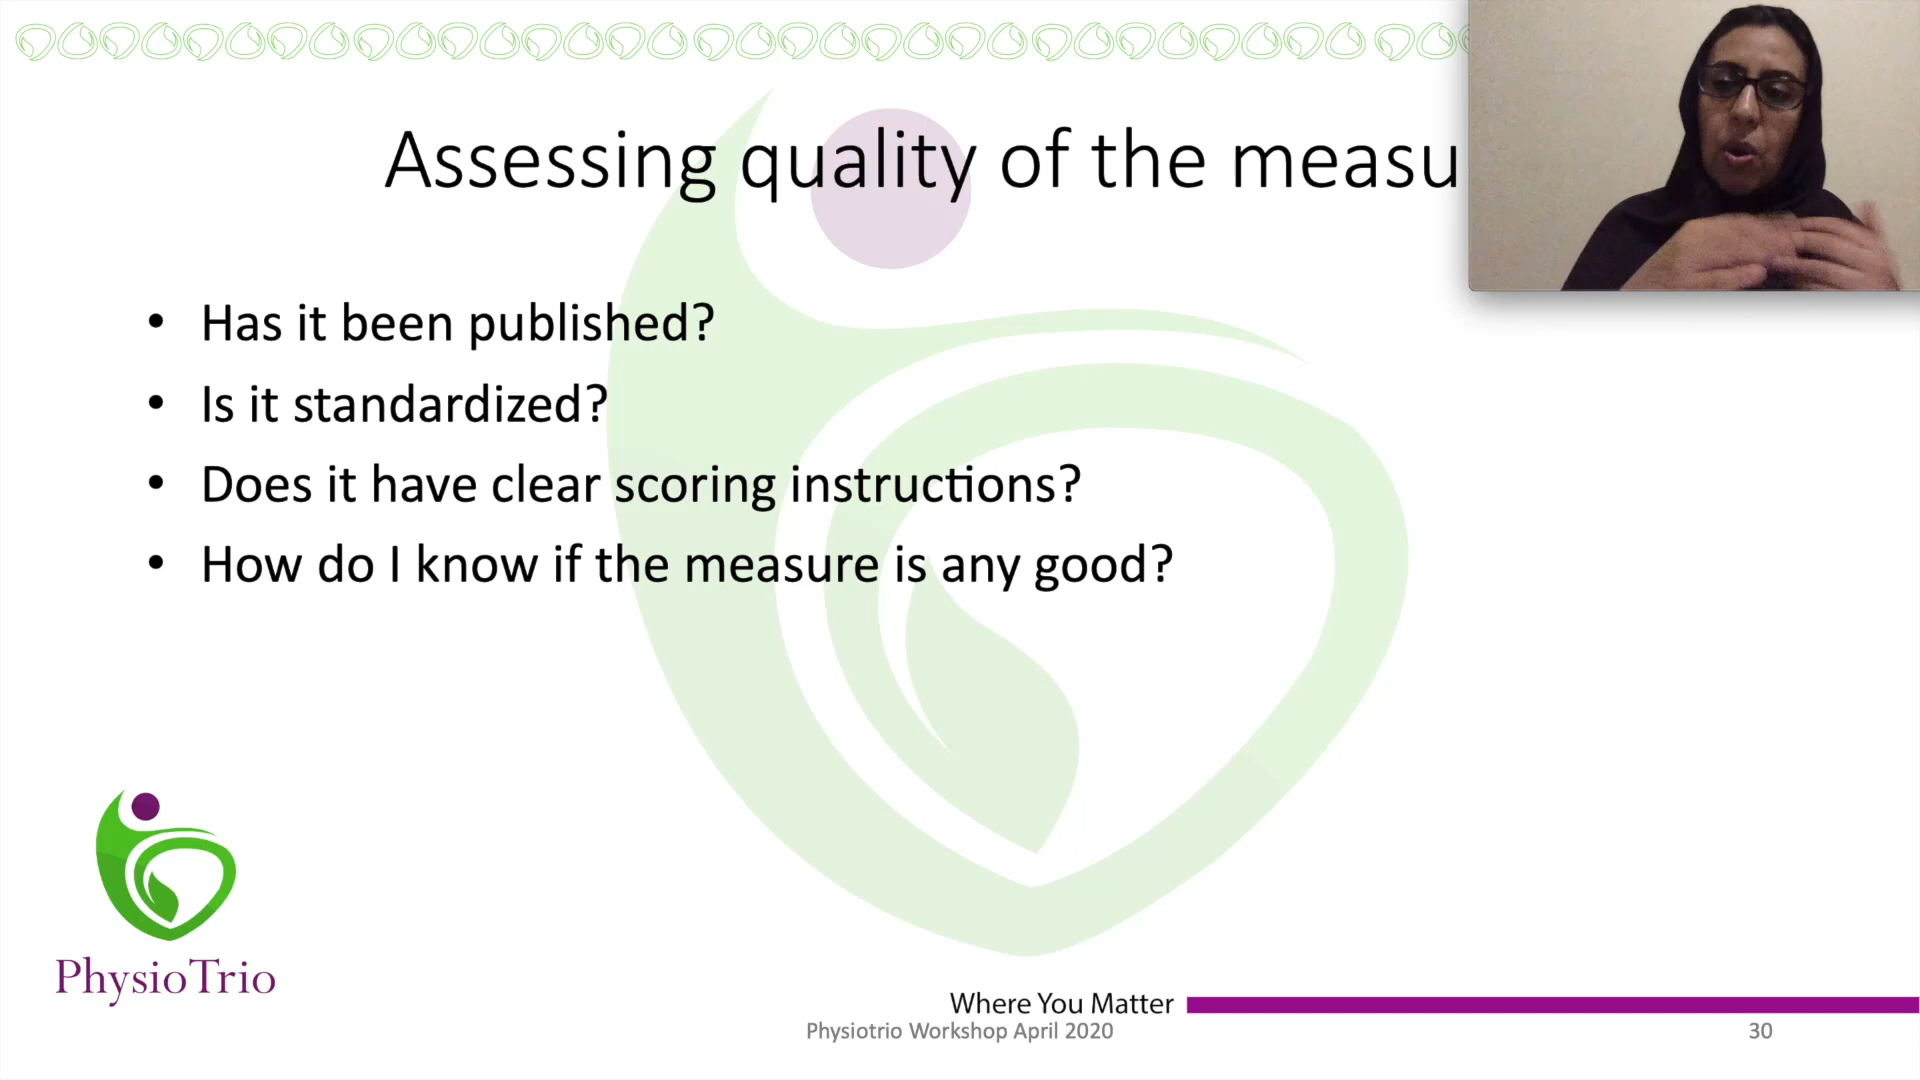 Assessing quality of the measu
• Has it been published?
• Is it standardized?
• Does it have clear scoring instructions?
• How do I know if the measure is any good?
PhysioTrio
Where You Matter
Physiotrio Workshop April 2020
30